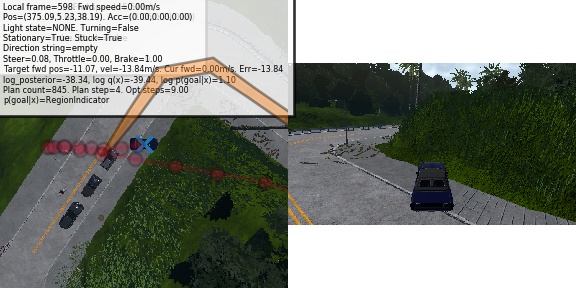 Local frame=598. Fwd speed=0.00m/s
Pos=(375.09,5.23,38.19). Acc=(0.00,0.00,0.00)
Light state=NONE. Turning=False
Stationary=True. Stuck=True
Direction string=empty
Steer=0.08, Throttle=0.00, Brake=1.00
Target fwd pos=-11.07, vel=-13.84m/s. Cur fwd=0.00m/s, Err=-13.84
log_posterior=-38.34, log q(x)=-39.44, log p(goal|x)=1.10
Plan count=845. Plan step=4. Opt steps=9.00
p(goal|x)=RegionIndicator